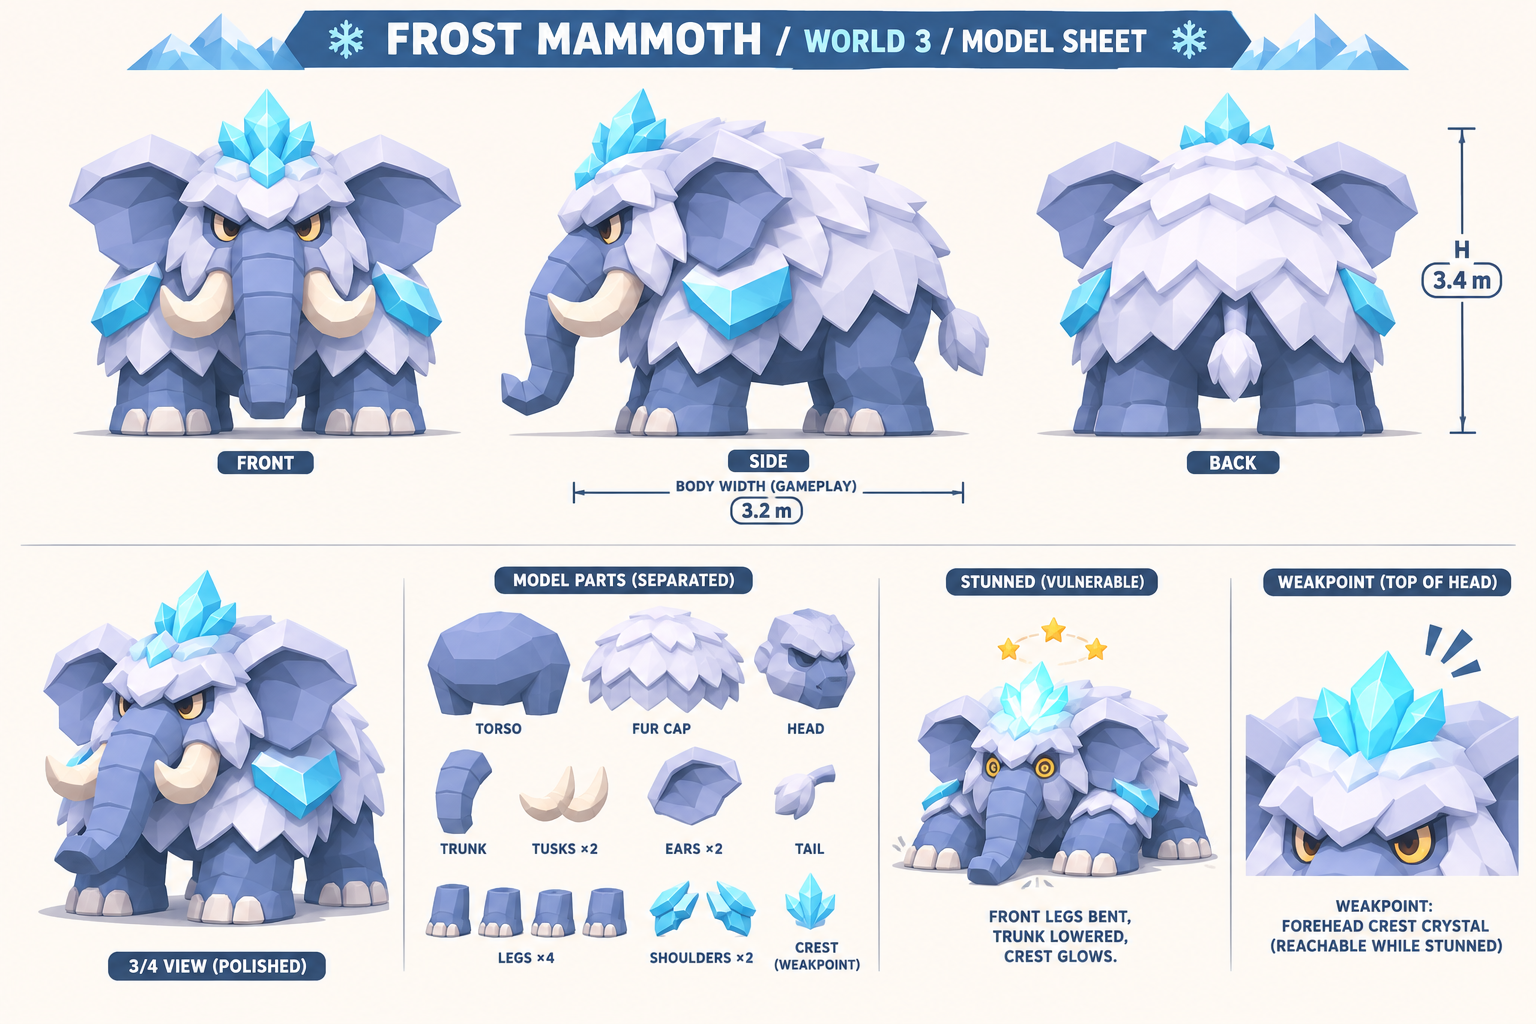 FROST MAMMOTH / WORLD 3 / MODEL SHEET
FRONT
SIDE
BACK
BODY WIDTH (GAMEPLAY)
3.2 m
H
3.4 m
3/4 VIEW (POLISHED)
MODEL PARTS (SEPARATED)
TORSO
FUR CAP
HEAD
TRUNK
TUSKS ×2
EARS ×2
TAIL
LEGS ×4
SHOULDERS ×2
CREST
(WEAKPOINT)
STUNNED (VULNERABLE)
FRONT LEGS BENT,
TRUNK LOWERED,
CREST GLOWS.
WEAKPOINT (TOP OF HEAD)
WEAKPOINT:
FOREHEAD CREST CRYSTAL
(REACHABLE WHILE STUNNED)